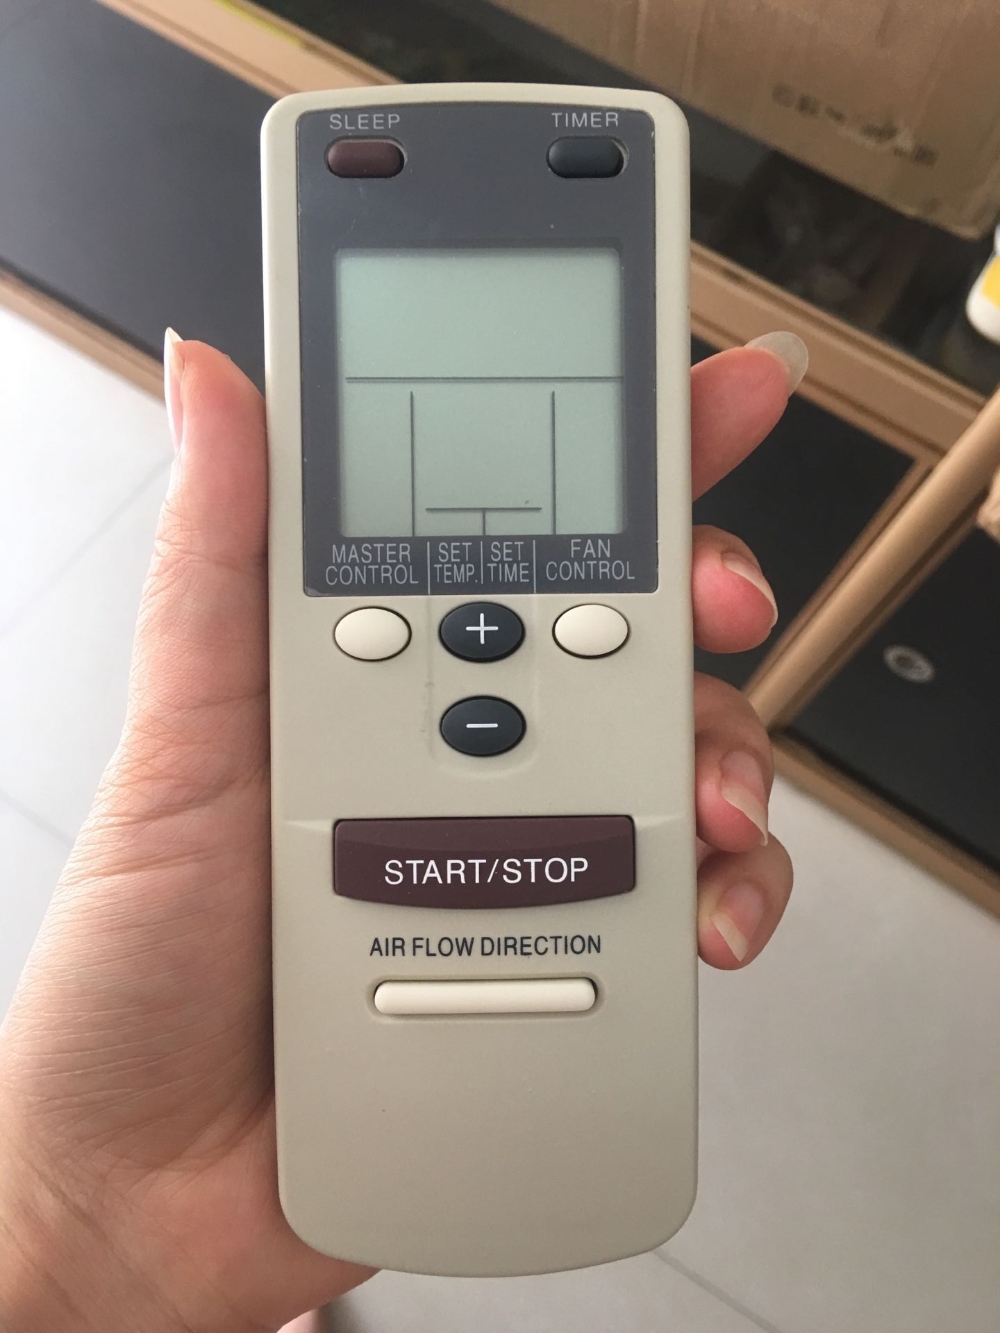 SLEEP
TIMER
MASTER CONTROL
SET TEMP.
SET TIME
FAN CONTROL
+
−
START/STOP
AIR FLOW DIRECTION